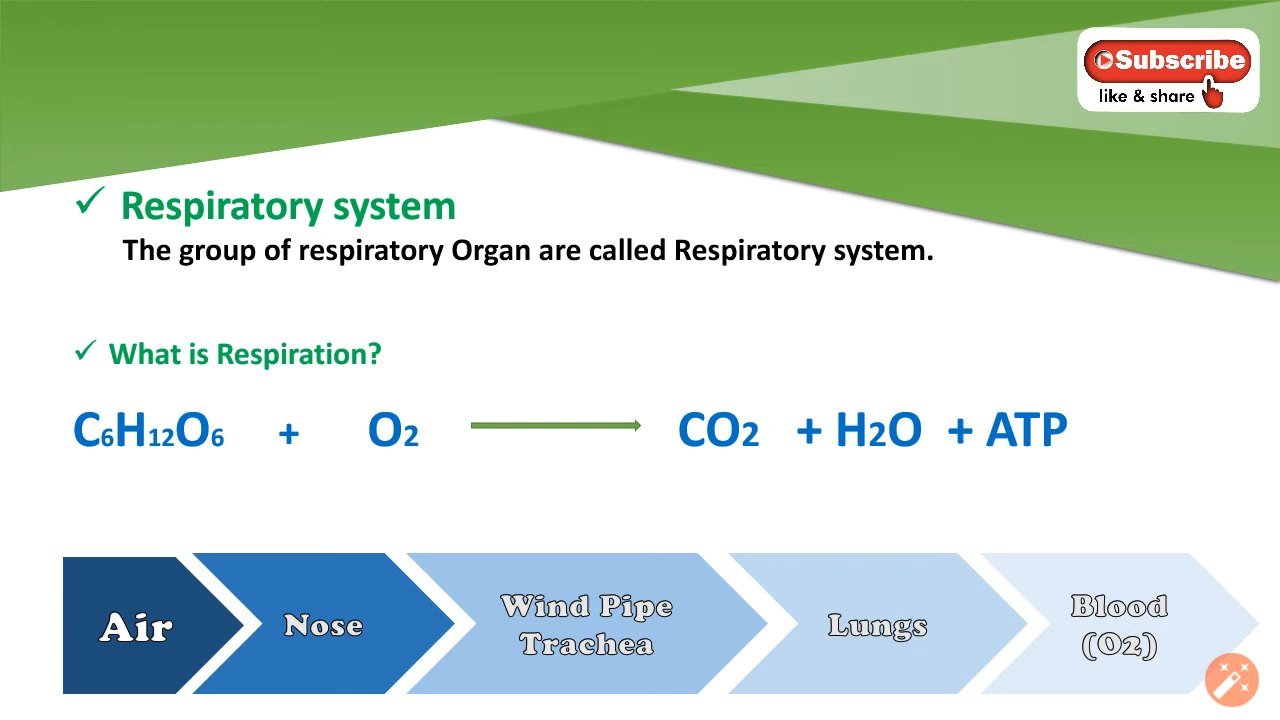 Subscribe
like & share
✓ Respiratory system
The group of respiratory Organ are called Respiratory system.
✓ What is Respiration?
C6H12O6 + O2 → CO2 + H2O + ATP
Air
Nose
Wind Pipe
Trachea
Lungs
Blood
(O2)